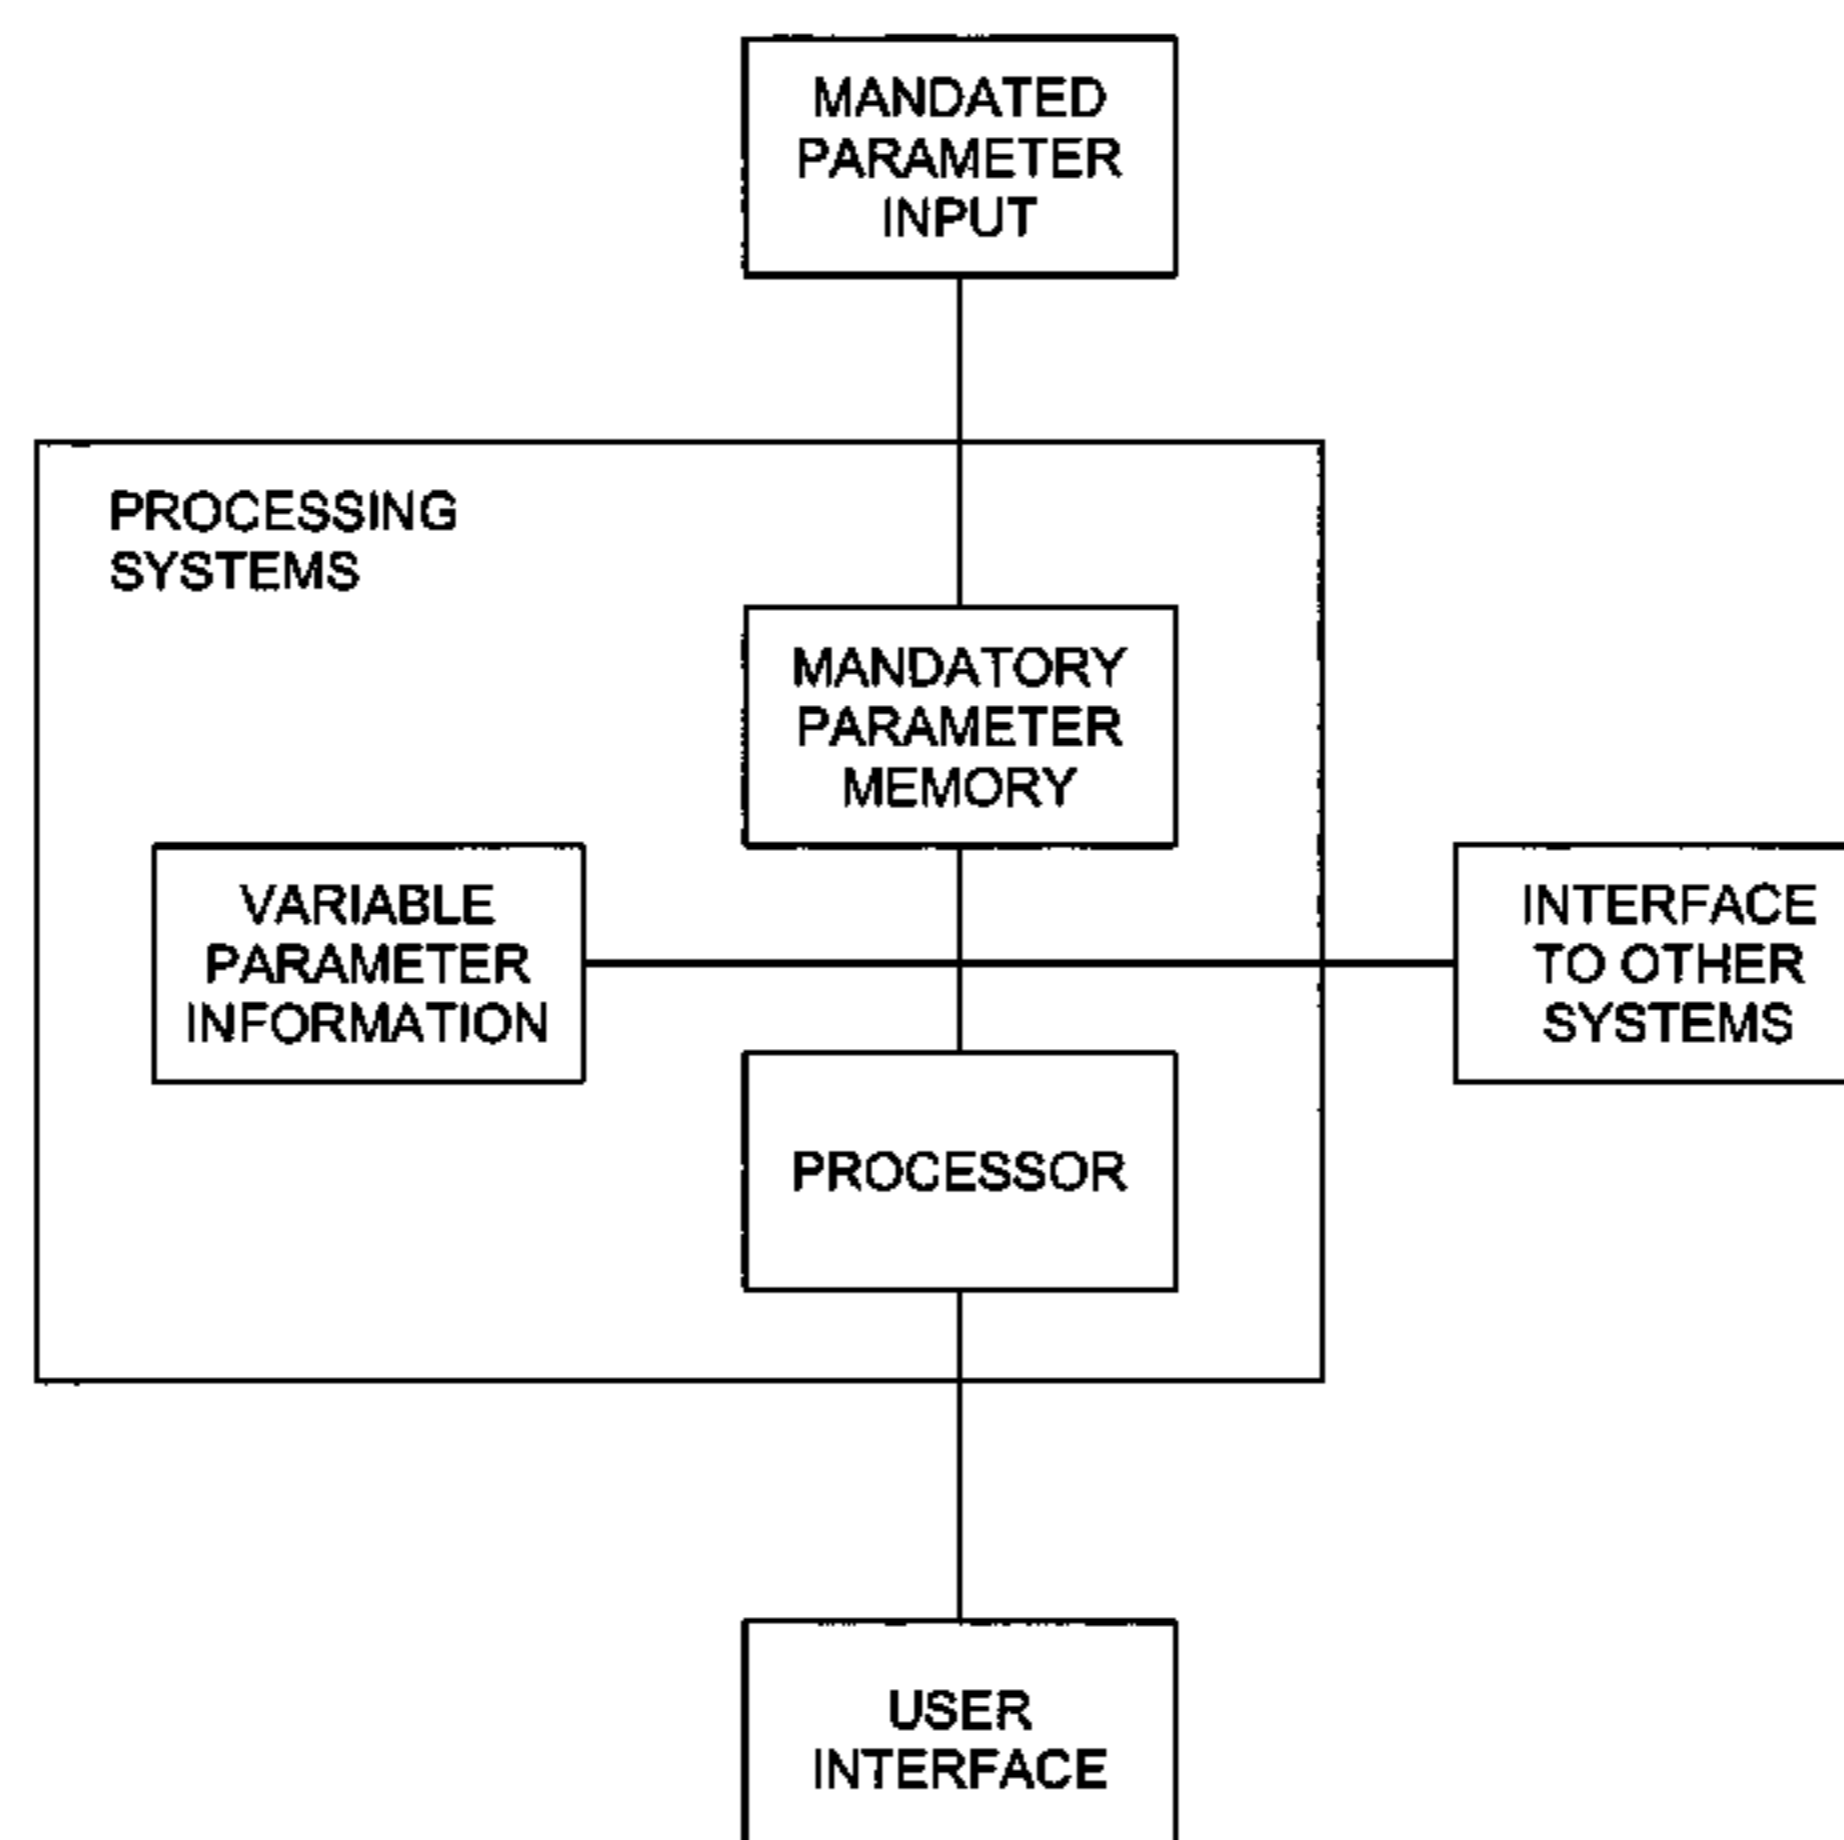 MANDATED
PARAMETER
INPUT
PROCESSING
SYSTEMS
MANDATORY
PARAMETER
MEMORY
VARIABLE
PARAMETER
INFORMATION
INTERFACE
TO OTHER
SYSTEMS
PROCESSOR
USER
INTERFACE